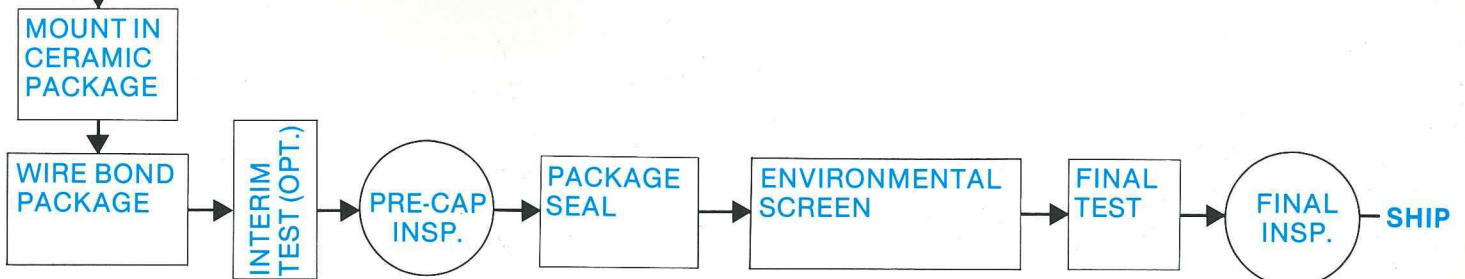 MOUNT IN
CERAMIC
PACKAGE
WIRE BOND
PACKAGE
INTERIM
TEST (OPT.)
PRE-CAP
INSP.
PACKAGE
SEAL
ENVIRONMENTAL
SCREEN
FINAL
TEST
FINAL
INSP.
SHIP